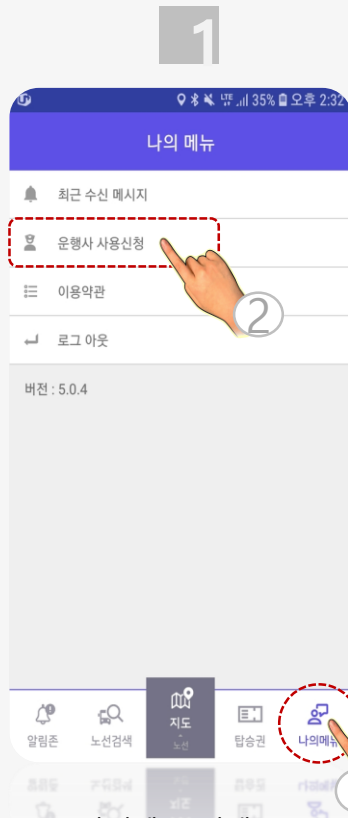 1
35% 오후 2:32
나의 메뉴
최근 수신 메시지
운행사 사용신청
이용약관
2
로그 아웃
버전 : 5.0.4
지도
노선
알림존 노선검색 탑승권 나의메뉴